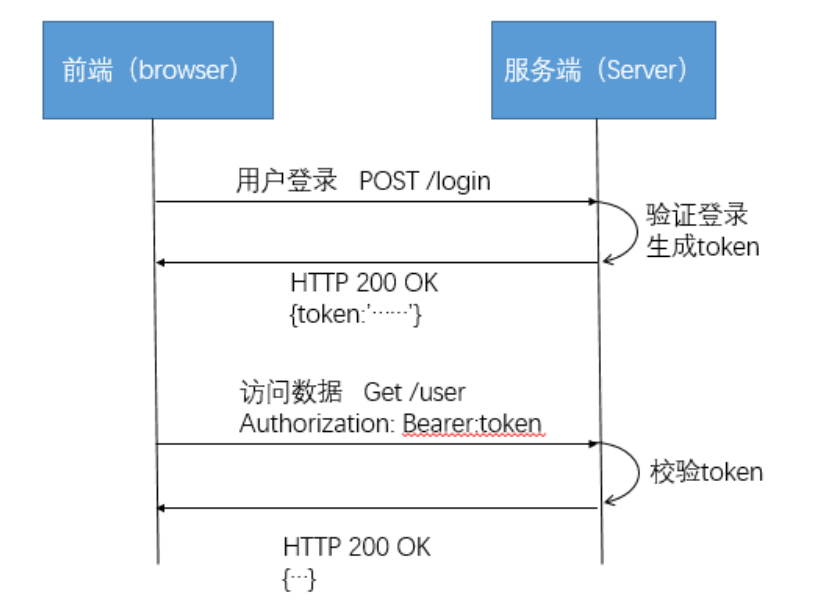 前端（browser）
服务端（Server）
用户登录 POST /login
验证登录
生成token
HTTP 200 OK
{token:’……’}
访问数据 Get /user
Authorization: Bearer:token
校验token
HTTP 200 OK
{…}